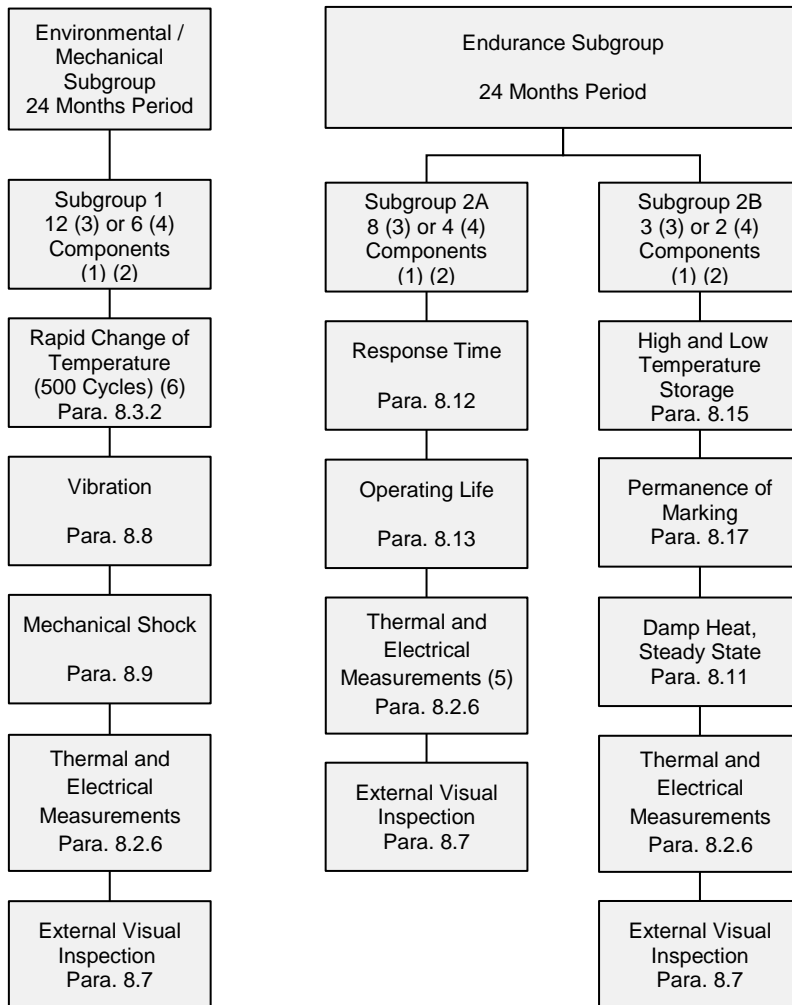 Environmental /
Mechanical
Subgroup
24 Months Period
Subgroup 1
12 (3) or 6 (4)
Components
(1) (2)
Rapid Change of
Temperature
(500 Cycles) (6)
Para. 8.3.2
Vibration
Para. 8.8
Mechanical Shock
Para. 8.9
Thermal and
Electrical
Measurements
Para. 8.2.6
External Visual
Inspection
Para. 8.7
Endurance Subgroup
24 Months Period
Subgroup 2A
8 (3) or 4 (4)
Components
(1) (2)
Response Time
Para. 8.12
Operating Life
Para. 8.13
Thermal and
Electrical
Measurements (5)
Para. 8.2.6
External Visual
Inspection
Para. 8.7
Subgroup 2B
3 (3) or 2 (4)
Components
(1) (2)
High and Low
Temperature
Storage
Para. 8.15
Permanence of
Marking
Para. 8.17
Damp Heat,
Steady State
Para. 8.11
Thermal and
Electrical
Measurements
Para. 8.2.6
External Visual
Inspection
Para. 8.7